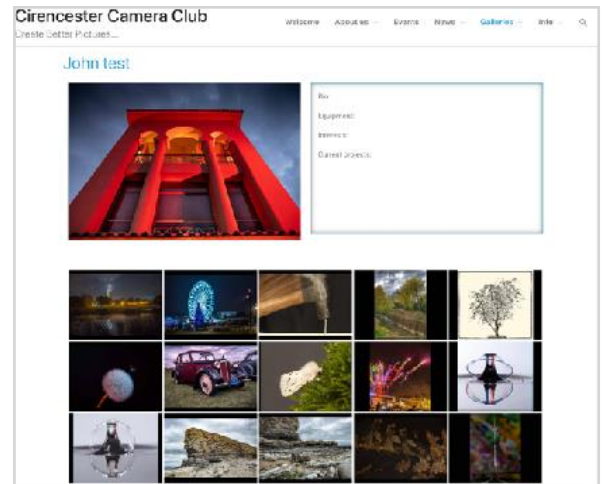 Cirencester Camera Club
Create Better Pictures...
Welcome About us Events News Galleries Info
John test
Bio:
Equipment:
Interests:
Current projects: